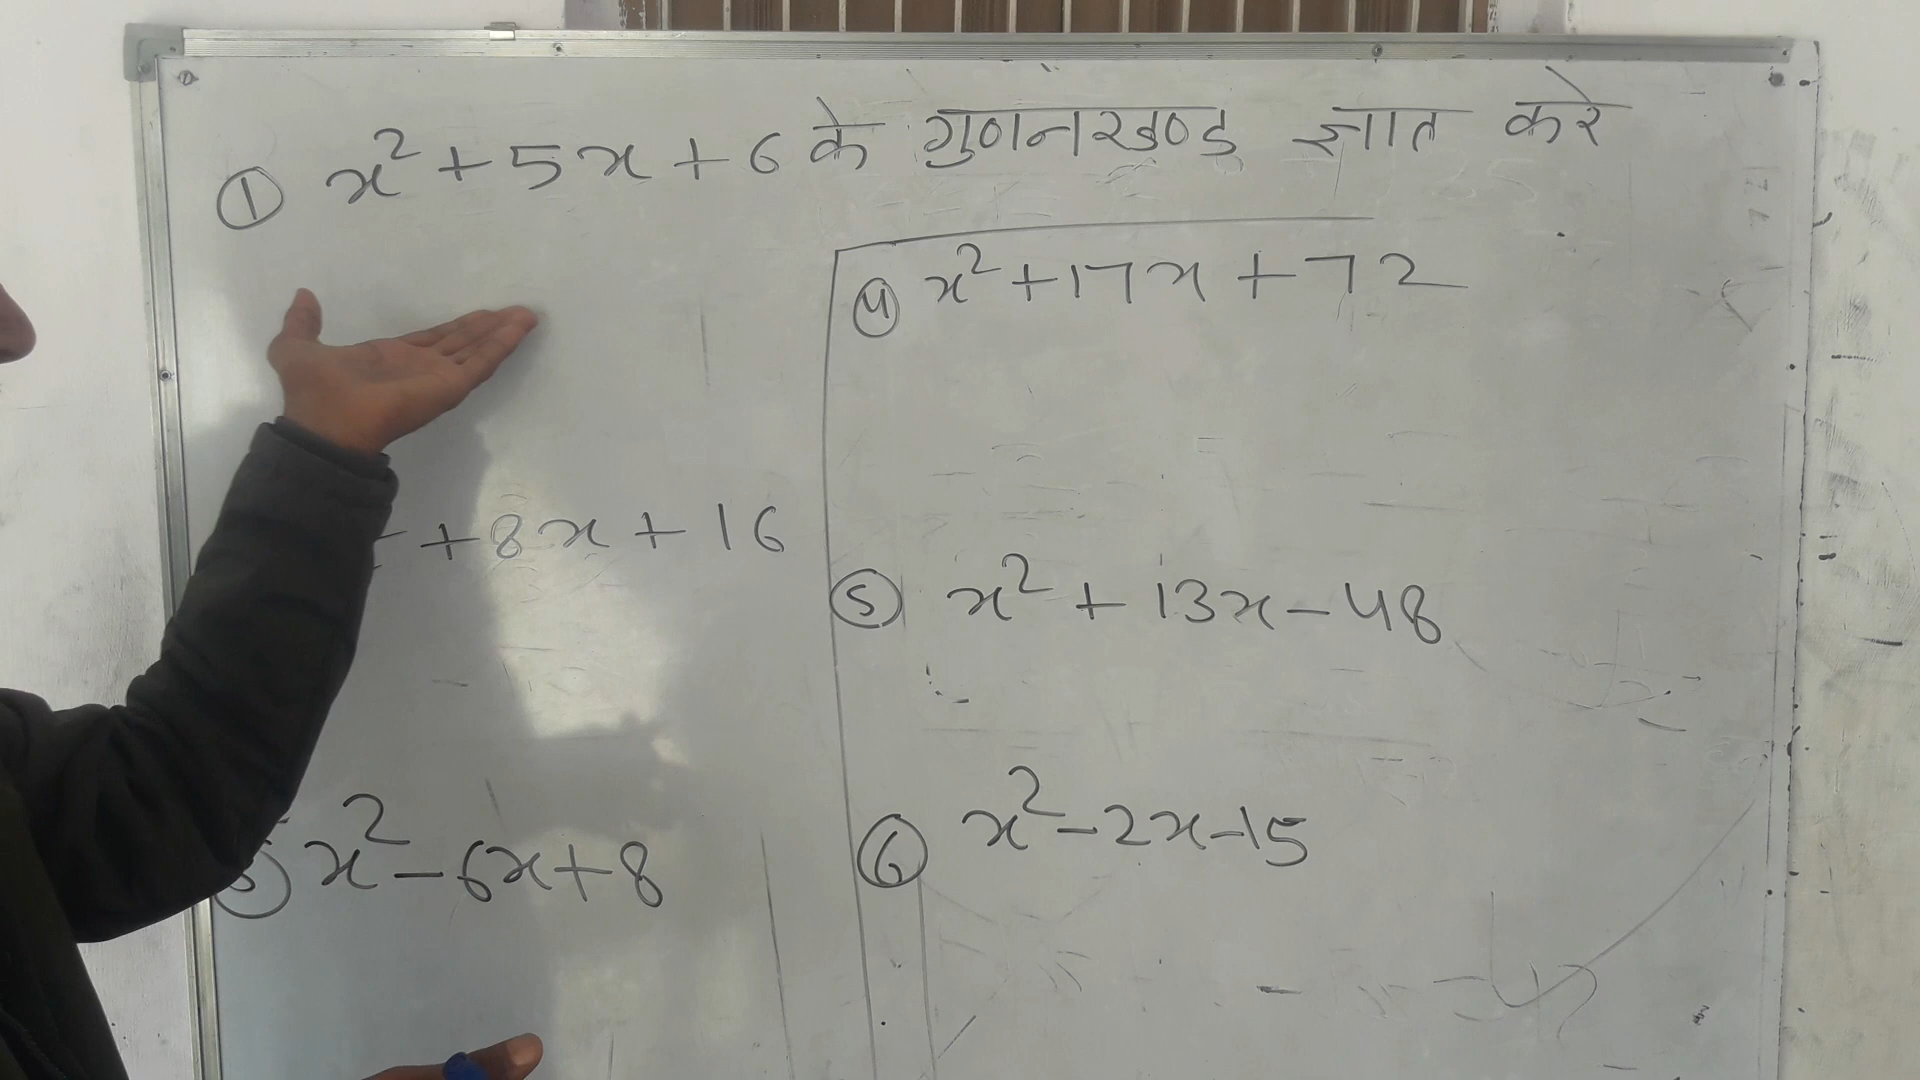 ① x² + 5x + 6 के गुणनखण्ड ज्ञात करे
+ 8x + 16
③ x² - 6x + 8
④ x² + 17x + 72
⑤ x² + 13x - 48
⑥ x² - 2x - 15